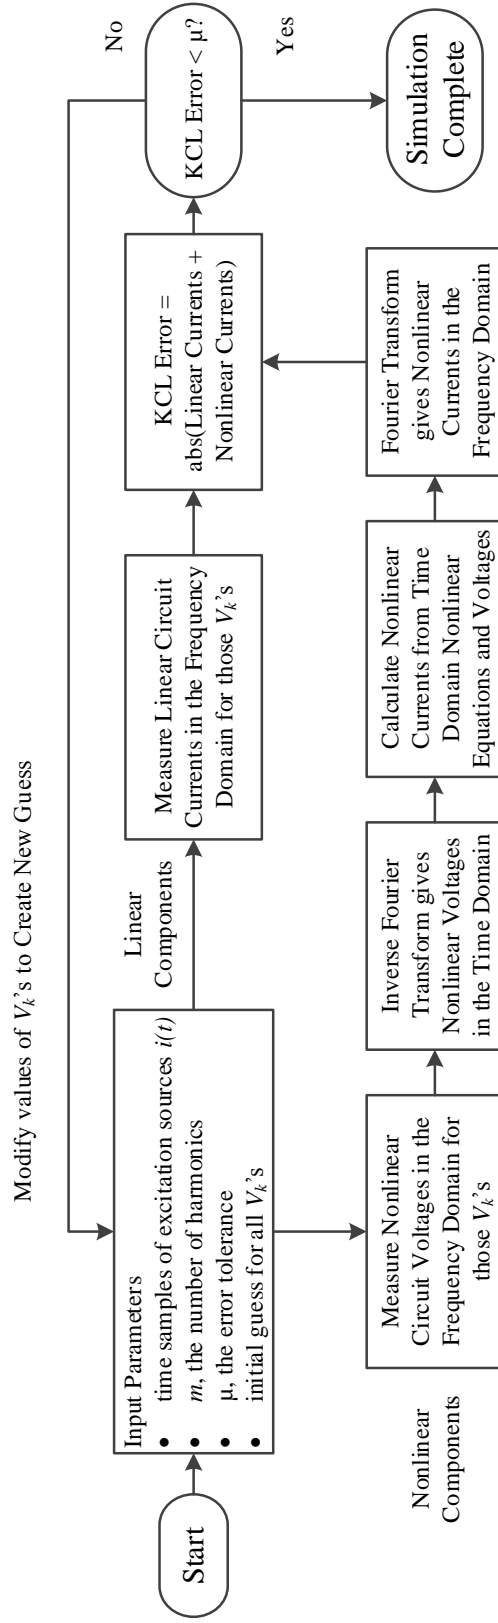 Modify values of Vk's to Create New Guess
Start
Input Parameters
• time samples of excitation sources i(t)
• m, the number of harmonics
• μ, the error tolerance
• initial guess for all Vk's
Linear
Components
Measure Linear Circuit
Currents in the Frequency
Domain for those Vk's
KCL Error =
abs(Linear Currents +
Nonlinear Currents)
KCL Error < μ?
No
Yes
Simulation
Complete
Nonlinear
Components
Measure Nonlinear
Circuit Voltages in the
Frequency Domain for
those Vk's
Inverse Fourier
Transform gives
Nonlinear Voltages
in the Time Domain
Calculate Nonlinear
Currents from Time
Domain Nonlinear
Equations and Voltages
Fourier Transform
gives Nonlinear
Currents in the
Frequency Domain